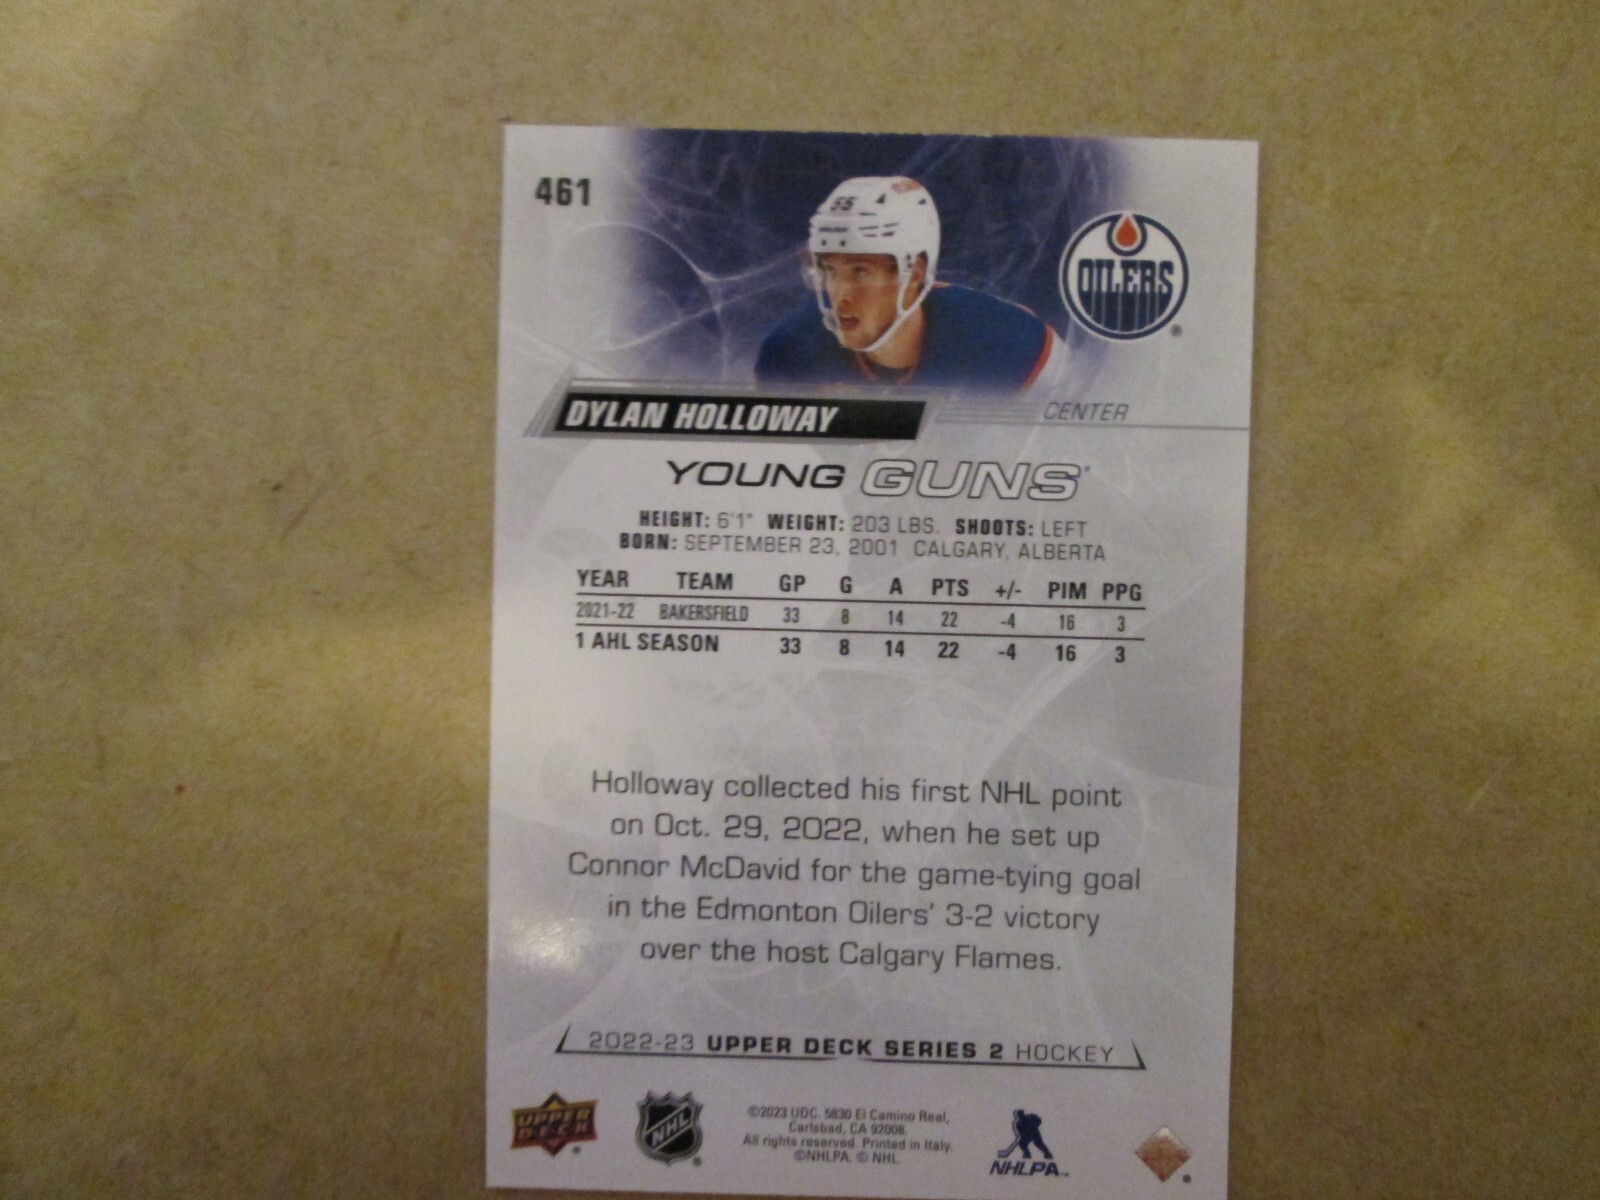 461
55
OILERS
DYLAN HOLLOWAY
CENTER
YOUNG GUNS®
HEIGHT: 6'1" WEIGHT: 203 LBS. SHOOTS: LEFT
BORN: SEPTEMBER 23, 2001 CALGARY, ALBERTA
YEAR TEAM GP G A PTS +/- PIM PPG
2021-22 BAKERSFIELD 33 8 14 22 -4 16 3
1 AHL SEASON 33 8 14 22 -4 16 3
Holloway collected his first NHL point
on Oct. 29, 2022, when he set up
Connor McDavid for the game-tying goal
in the Edmonton Oilers' 3-2 victory
over the host Calgary Flames.
2022-23 UPPER DECK SERIES 2 HOCKEY
UPPER
DECK
NHL
©2023 UDC. 5830 El Camino Real,
Carlsbad, CA 92008.
All rights reserved. Printed in Italy.
©NHLPA. © NHL.
NHLPA™